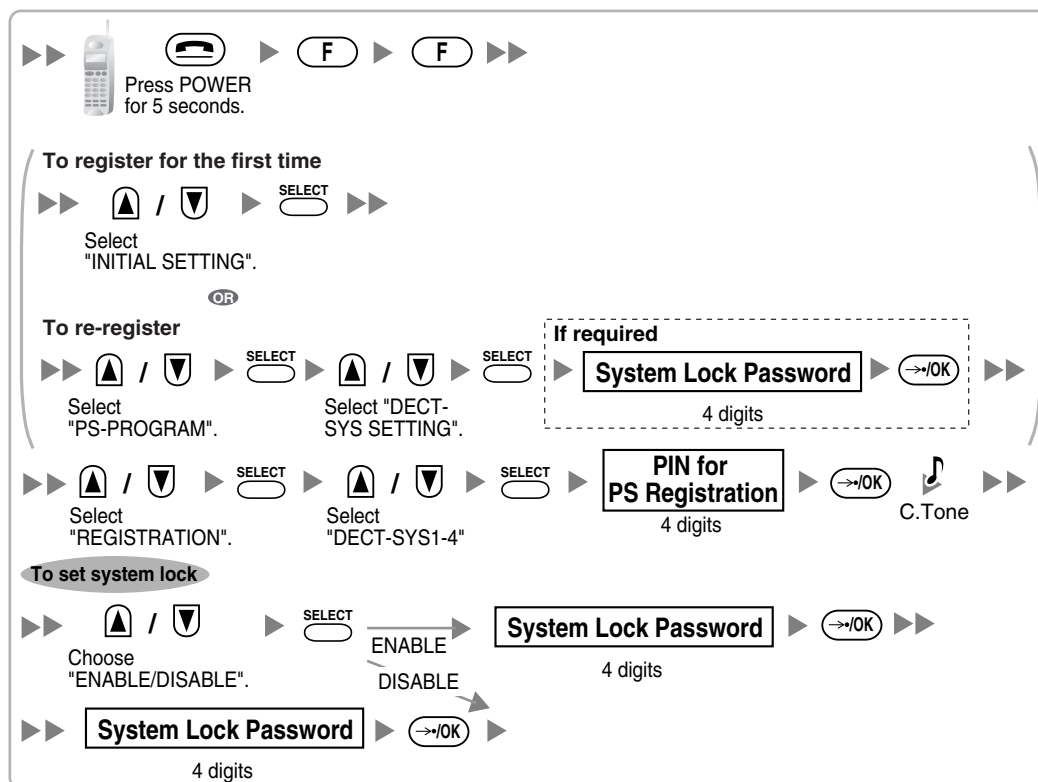 F F
Press POWER
for 5 seconds.
To register for the first time
/ SELECT
Select
"INITIAL SETTING".
OR
To re-register
If required
/ SELECT / SELECT System Lock Password →•/OK
Select
"PS-PROGRAM".
Select "DECT-
SYS SETTING".
4 digits
/ SELECT / SELECT PIN for
PS Registration →•/OK
Select
"REGISTRATION".
Select
"DECT-SYS1-4"
4 digits
C.Tone
To set system lock
/ SELECT ENABLE System Lock Password →•/OK
Choose
"ENABLE/DISABLE".
DISABLE
4 digits
System Lock Password →•/OK
4 digits